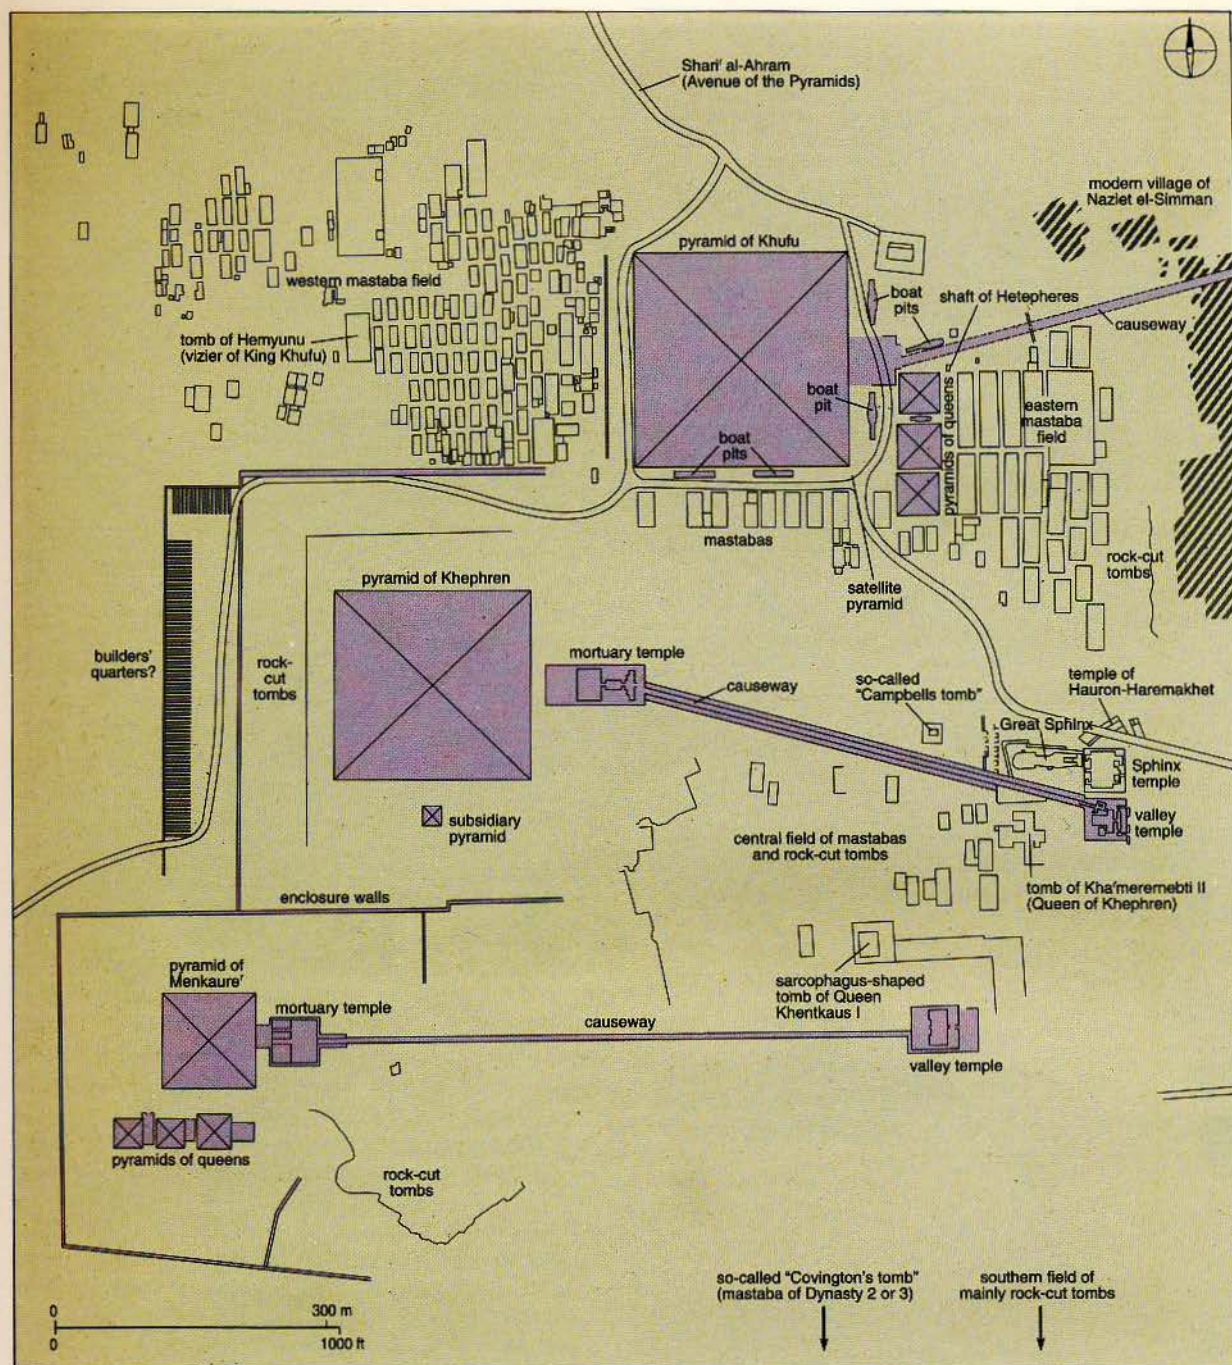 Shari' al-Ahram
(Avenue of the Pyramids)
modern village of
Nazlet el-Simman
pyramid of Khufu
western mastaba field
boat
pits
shaft of Hetepheres
causeway
tomb of Hemyunu
(vizier of King Khufu)
boat
pit
pyramids of queens
eastern
mastaba
field
boat
pits
mastabas
rock-cut
tombs
pyramid of Khephren
satellite
pyramid
builders'
quarters?
rock-
cut
tombs
mortuary temple
causeway
so-called
"Campbells tomb"
temple of
Hauron-Haremakhet
Great Sphinx
Sphinx
temple
subsidiary
pyramid
valley
temple
central field of mastabas
and rock-cut tombs
enclosure walls
tomb of Kha'merernebti II
(Queen of Khephren)
pyramid of
Menkaure'
mortuary temple
sarcophagus-shaped
tomb of Queen
Khentkaus I
causeway
valley temple
pyramids of queens
rock-cut
tombs
so-called "Covington's tomb"
(mastaba of Dynasty 2 or 3)
southern field of
mainly rock-cut tombs
0 300 m
0 1000 ft